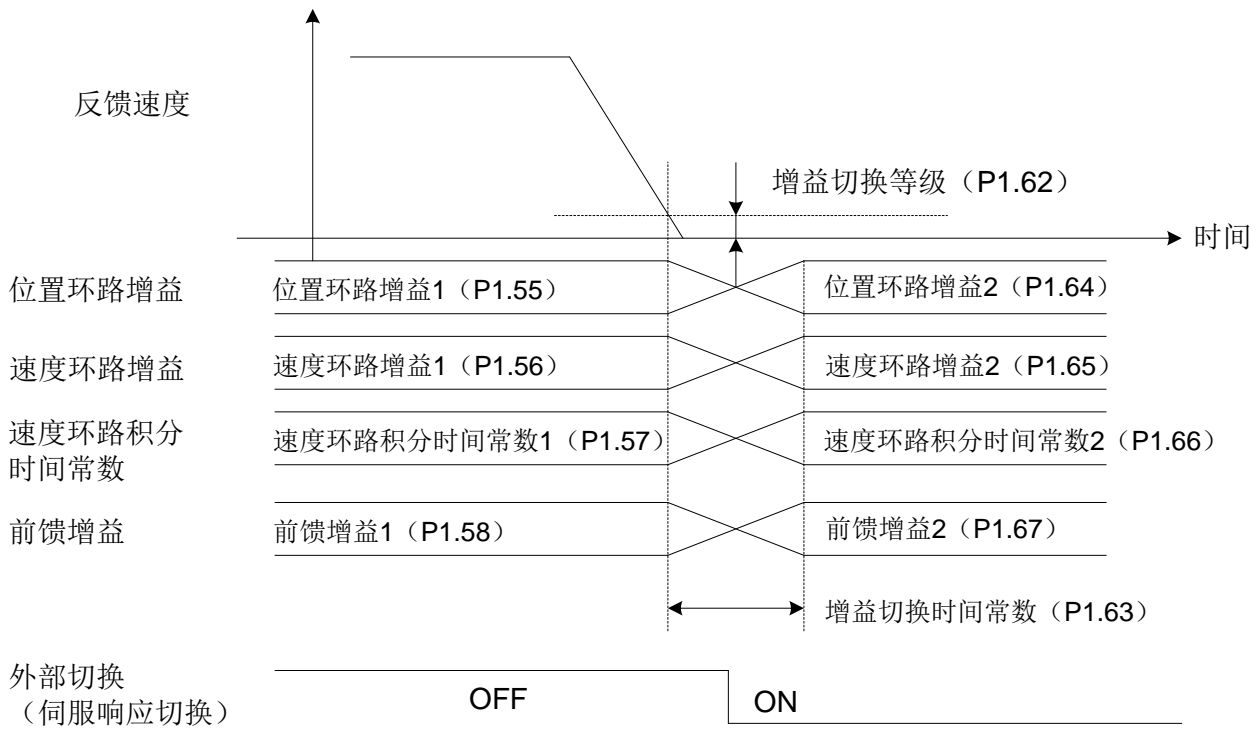 反馈速度
增益切换等级（P1.62）
时间
位置环路增益
位置环路增益1（P1.55）
位置环路增益2（P1.64）
速度环路增益
速度环路增益1（P1.56）
速度环路增益2（P1.65）
速度环路积分
时间常数
速度环路积分时间常数1（P1.57）
速度环路积分时间常数2（P1.66）
前馈增益
前馈增益1（P1.58）
前馈增益2（P1.67）
增益切换时间常数（P1.63）
外部切换
（伺服响应切换）
OFF
ON